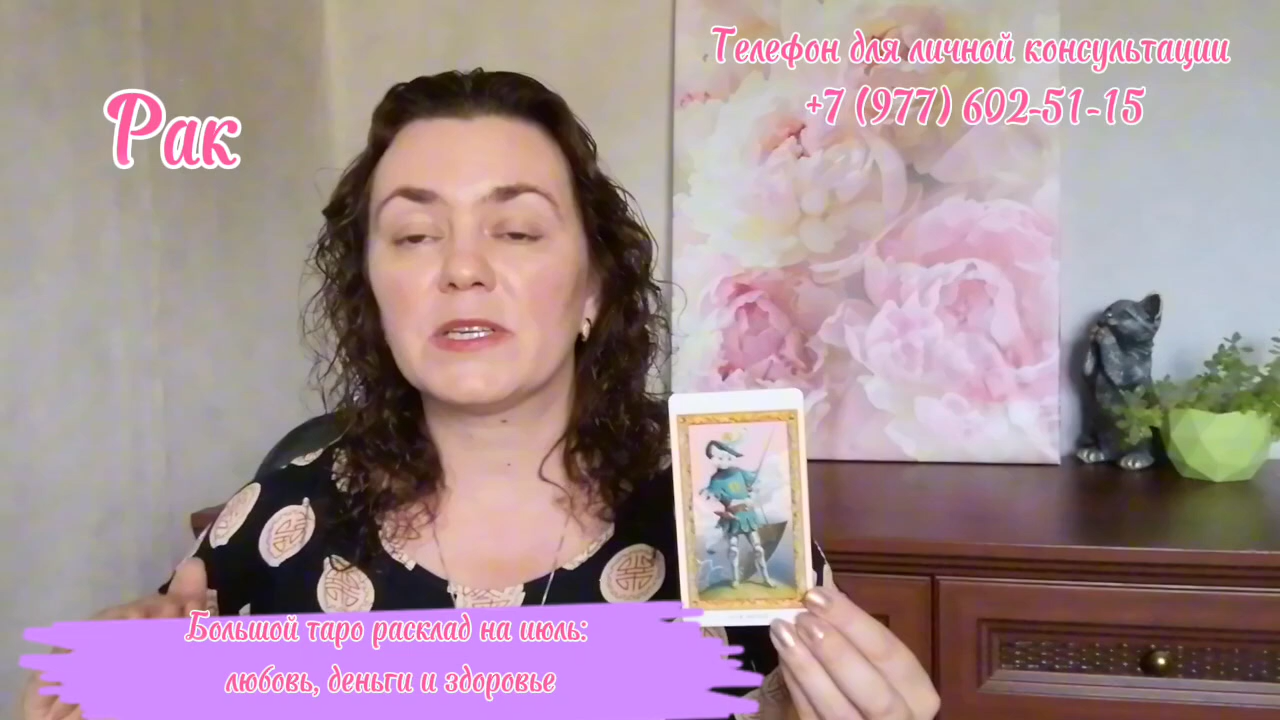 Рак
Телефон для личной консультации
+7 (977) 602-51-15
Большой таро расклад на июль:
любовь, деньги и здоровье